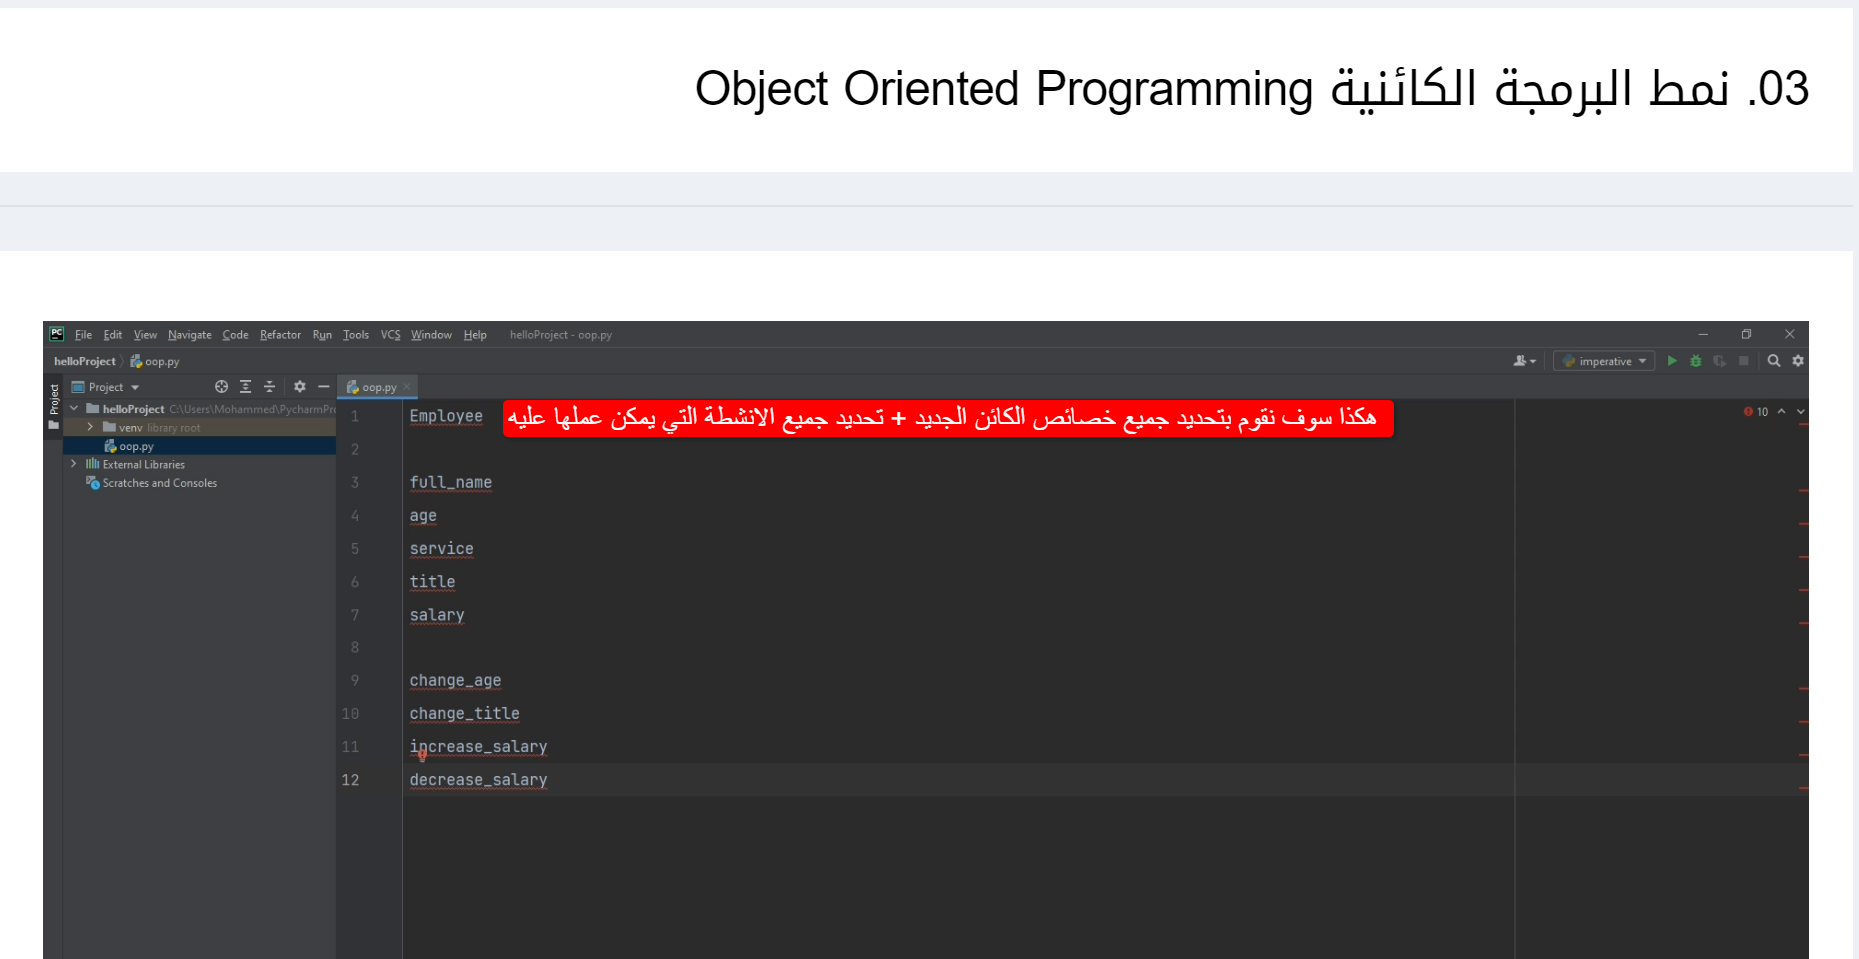 03. نمط البرمجة الكائنية Object Oriented Programming
PC File Edit View Navigate Code Refactor Run Tools VCS Window Help helloProject - oop.py
helloProject oop.py imperative
Project oop.py
Project
helloProject C:\Users\Mohammed\PycharmPr
venv library root
oop.py
External Libraries
Scratches and Consoles
1 Employee هكذا سوف نقوم بتحديد جميع خصائص الكائن الجديد + تحديد جميع الانشطة التي يمكن عملها عليه 10
2
3 full_name
4 age
5 service
6 title
7 salary
8
9 change_age
10 change_title
11 increase_salary
12 decrease_salary